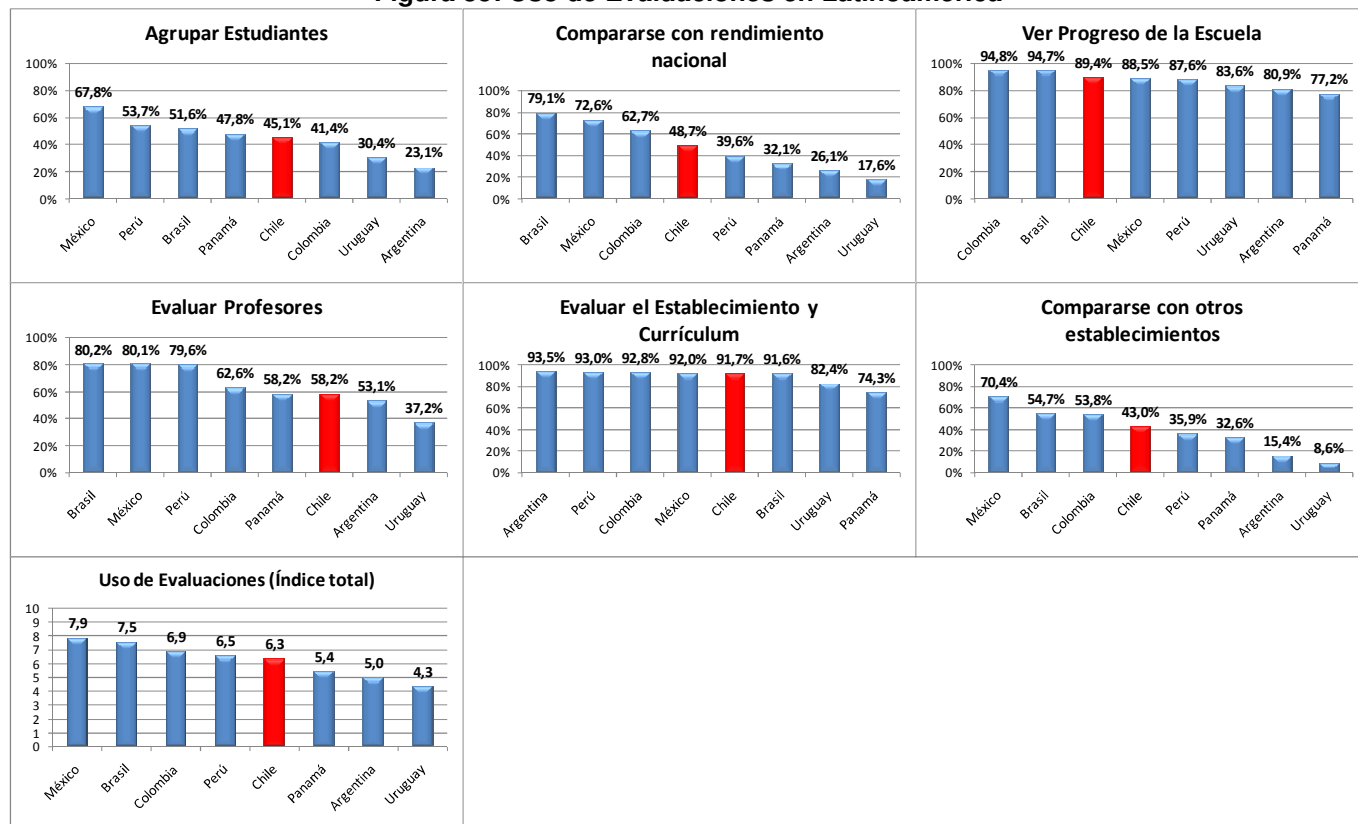 Figura Uso de Evaluaciones en Latinoamérica
Agrupar Estudiantes
100%
80%
60%
40%
20%
0%
67,8%
53,7%
51,6%
47,8%
45,1%
41,4%
30,4%
23,1%
México
Perú
Brasil
Panamá
Chile
Colombia
Uruguay
Argentina
Compararse con rendimiento
nacional
100%
80%
60%
40%
20%
0%
79,1%
72,6%
62,7%
48,7%
39,6%
32,1%
26,1%
17,6%
Brasil
México
Colombia
Chile
Perú
Panamá
Argentina
Uruguay
Ver Progreso de la Escuela
100%
80%
60%
40%
20%
0%
94,8%
94,7%
89,4%
88,5%
87,6%
83,6%
80,9%
77,2%
Colombia
Brasil
Chile
México
Perú
Uruguay
Argentina
Panamá
Evaluar Profesores
100%
80%
60%
40%
20%
0%
80,2%
80,1%
79,6%
62,6%
58,2%
58,2%
53,1%
37,2%
Brasil
México
Perú
Colombia
Panamá
Chile
Argentina
Uruguay
Evaluar el Establecimiento y
Currículum
100%
80%
60%
40%
20%
0%
93,5%
93,0%
92,8%
92,0%
91,7%
91,6%
82,4%
74,3%
Argentina
Perú
Colombia
México
Chile
Brasil
Uruguay
Panamá
Compararse con otros
establecimientos
100%
80%
60%
40%
20%
0%
70,4%
54,7%
53,8%
43,0%
35,9%
32,6%
15,4%
8,6%
México
Brasil
Colombia
Chile
Perú
Panamá
Argentina
Uruguay
Uso de Evaluaciones (Índice total)
10
9
8
7
6
5
4
3
2
1
0
7,9
7,5
6,9
6,5
6,3
5,4
5,0
4,3
México
Brasil
Colombia
Perú
Chile
Panamá
Argentina
Uruguay